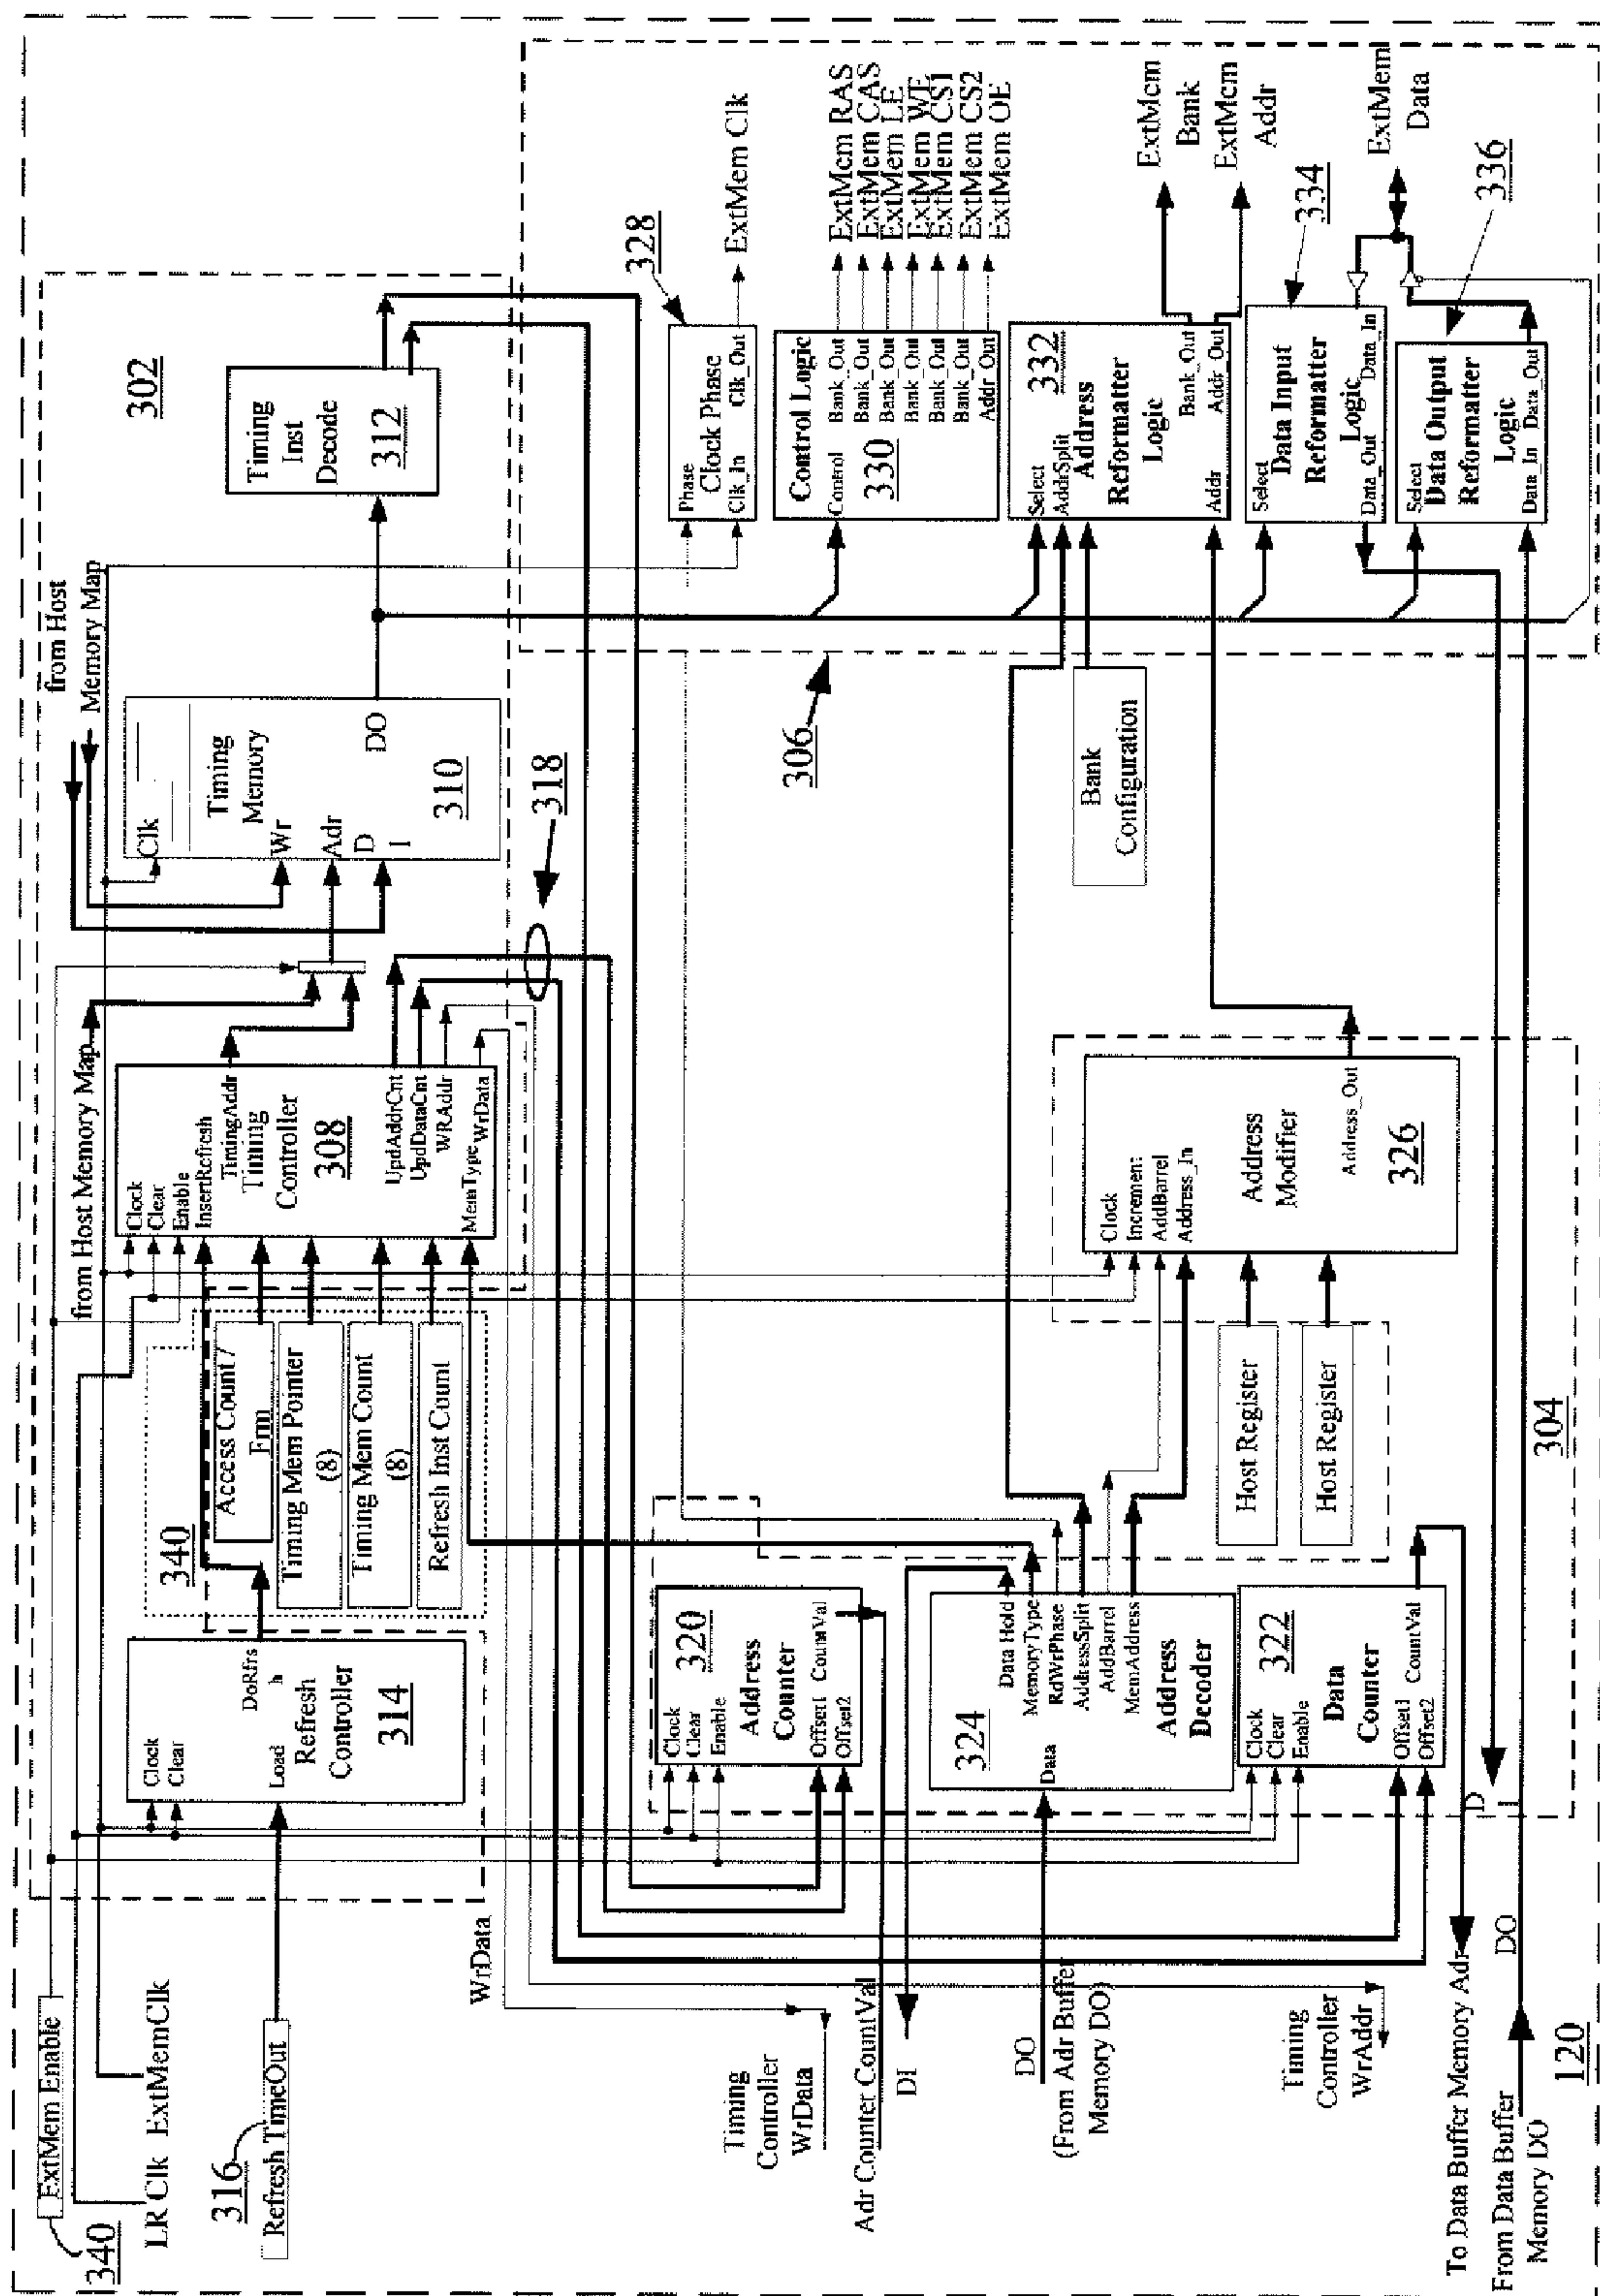 340
ExtMem Enable
LR Clk ExtMemClk
316
Refresh TimeOut
Clock
Clear
DoRfrs
h
Load
Refresh
Controller
314
340
Access Count /
Frm
Timing Mem Pointer
(8)
Timing Mem Count
(8)
Refresh Inst Count
from Host Memory Map
Clock
Clear
Enable
InsertRefresh
TimingAddr
Timing
Controller
308
UpdAddrCnt
UpdDataCnt
WRAddr
MemType
WrData
from Host
Memory Map
Clk
Timing
Memory
Wr
Adr
D
I
DO
310
318
302
Timing
Inst
Decode
312
WrData
Timing
Controller
WrData
Adr Counter CountVal
DI
DO
(From Adr Buffer
Memory DO)
Timing
Controller
WrAddr
To Data Buffer Memory Adr
From Data Buffer
Memory DO
DO
120
Clock
Clear
Enable
320
Address
Counter
Offset1 CountVal
Offset2
324
Data
Data Hold
MemoryType
RdWrPhase
AddressSplit
AddBarrel
MemAddress
Address
Decoder
Clock
Clear
Enable
322
Data
Counter
Offset1 CountVal
Offset2
D
I
Host Register
Host Register
304
Clock
Increment
AddBarrel
Address_In
Address
Modifier
Address_Out
326
Bank
Configuration
306
328
Phase
Clock Phase
Clk_In Clk_Out
ExtMem Clk
Control Logic
Control
330
Bank_Out
Bank_Out
Bank_Out
Bank_Out
Bank_Out
Bank_Out
Addr_Out
ExtMem RAS
ExtMem CAS
ExtMem LE
ExtMem WE
ExtMem CS1
ExtMem CS2
ExtMem OE
Select
AddrSplit
332
Address
Reformatter
Logic
Bank_Out
Addr
Addr_Out
ExtMem
Bank
ExtMem
Addr
334
Select
Data Input
Reformatter
Logic
Data_Out Data_In
ExtMem
Data
336
Select
Data Output
Reformatter
Logic
Data_In Data_Out